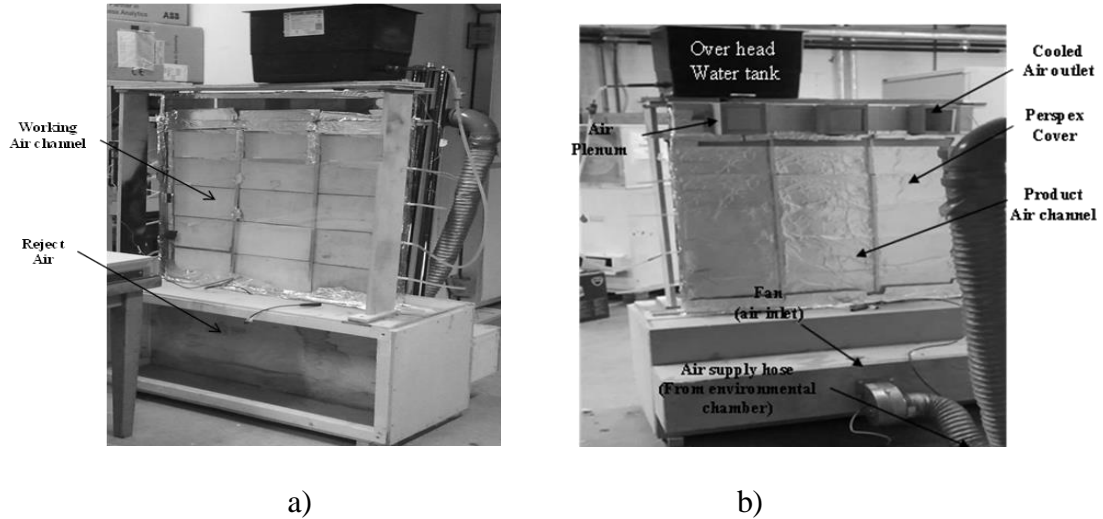 ABB
Working
Air channel
Reject
Air
Over head
Water tank
Cooled
Air outlet
Air
Plenum
Perspex
Cover
Product
Air channel
Fan
(air inlet)
Air supply hose
(From environmental
chamber)
a)
b)